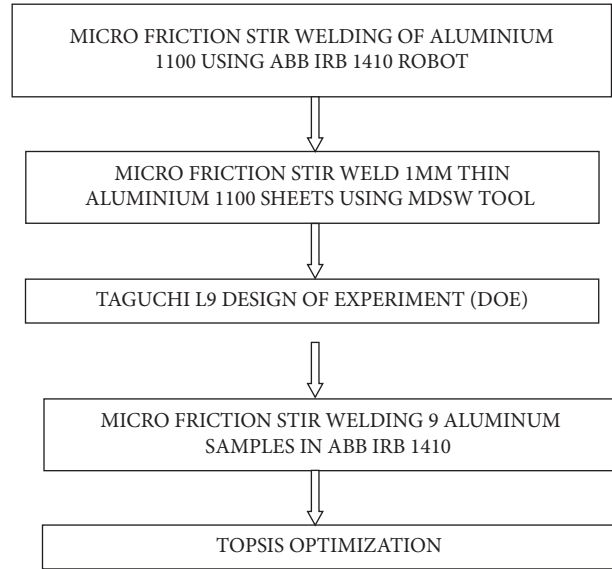 MICRO FRICTION STIR WELDING OF ALUMINIUM
1100 USING ABB IRB 1410 ROBOT
MICRO FRICTION STIR WELD 1MM THIN
ALUMINIUM 1100 SHEETS USING MDSW TOOL
TAGUCHI L9 DESIGN OF EXPERIMENT (DOE)
MICRO FRICTION STIR WELDING 9 ALUMINUM
SAMPLES IN ABB IRB 1410
TOPSIS OPTIMIZATION